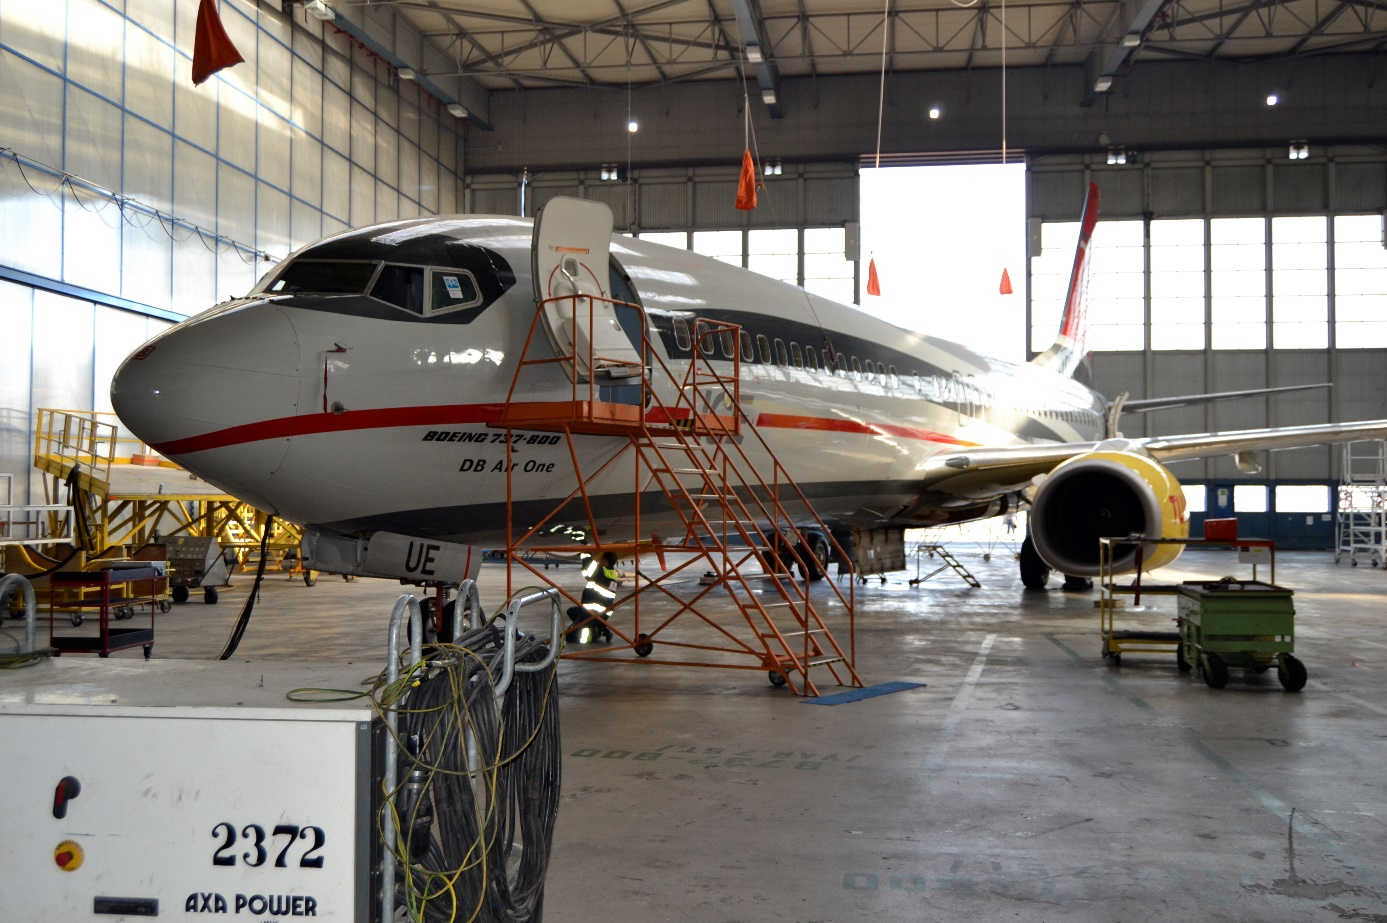 BOEING 737-800
DB Air One
UE
2372
AXA POWER